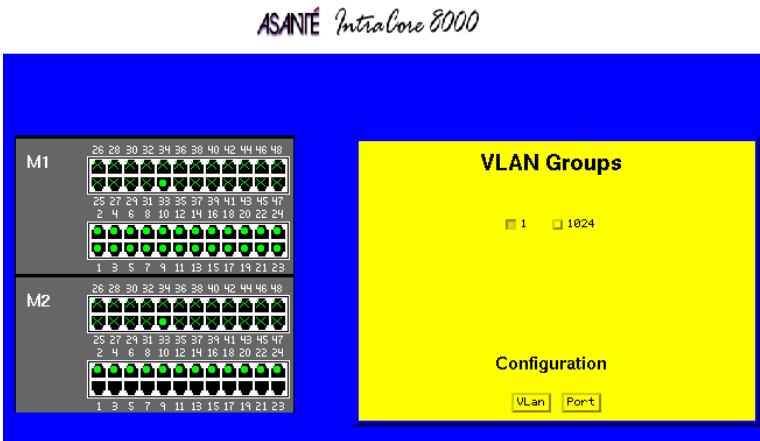 ASANTÉ IntraCore 8000
M1
26 28 30 32 34 36 38 40 42 44 46 48
25 27 29 31 33 35 37 39 41 43 45 47
2 4 6 8 10 12 14 16 18 20 22 24
1 3 5 7 9 11 13 15 17 19 21 23
M2
26 28 30 32 34 36 38 40 42 44 46 48
25 27 29 31 33 35 37 39 41 43 45 47
2 4 6 8 10 12 14 16 18 20 22 24
1 3 5 7 9 11 13 15 17 19 21 23
VLAN Groups
1 1024
Configuration
VLan Port